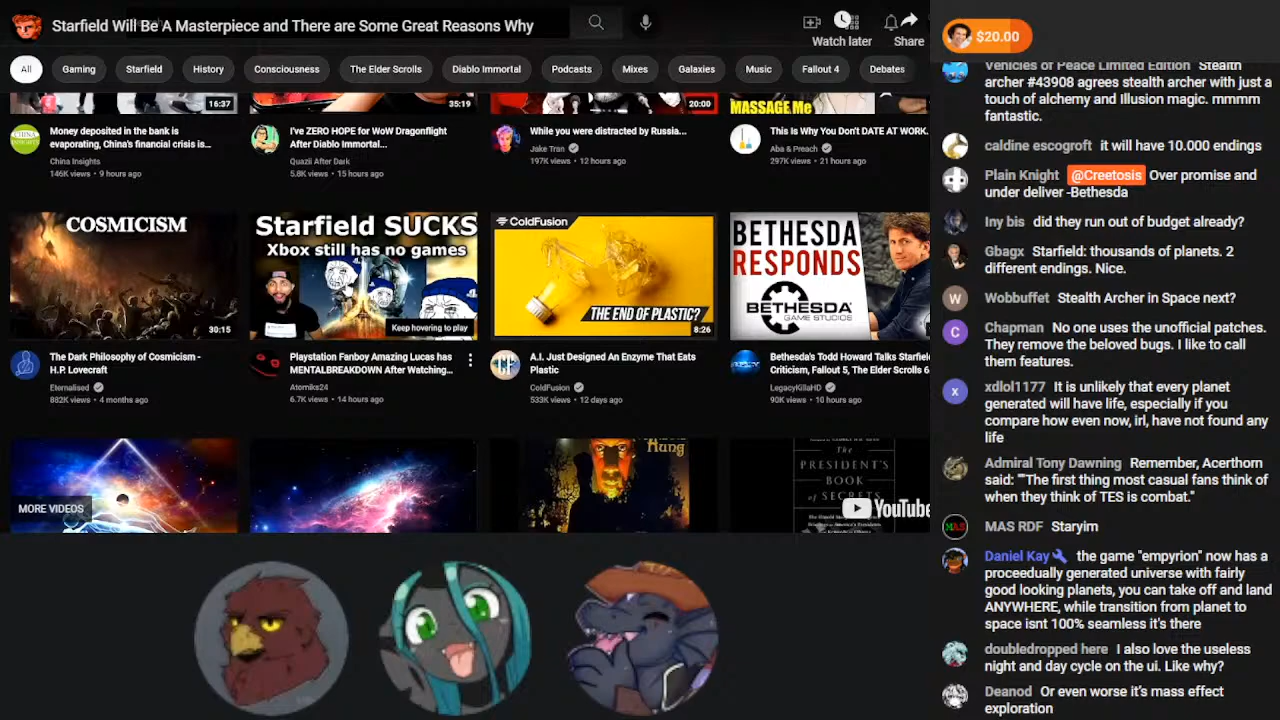 Starfield Will Be A Masterpiece and There are Some Great Reasons Why
Watch later
Share
All
Gaming
Starfield
History
Consciousness
The Elder Scrolls
Diablo Immortal
Podcasts
Mixes
Galaxies
Music
Fallout 4
Debates
16:37
35:19
20:00
MASSAGE Me
CHINA INSIGHTS
Money deposited in the bank is
evaporating, China's financial crisis is...
China Insights
146K views • 9 hours ago
I've ZERO HOPE for WoW Dragonflight
After Diablo Immortal...
Quazii After Dark
5.8K views • 15 hours ago
While you were distracted by Russia...
Jake Tran
197K views • 12 hours ago
This Is Why You Don't DATE AT WORK.
Aba & Preach
297K views • 21 hours ago
COSMICISM
30:15
Starfield SUCKS
Xbox still has no games
Keep hovering to play
ColdFusion
THE END OF PLASTIC?
8:26
BETHESDA
RESPONDS
BETHESDA
GAME STUDIOS
The Dark Philosophy of Cosmicism -
H.P. Lovecraft
Eternalised
882K views • 4 months ago
Playstation Fanboy Amazing Lucas has
MENTALBREAKDOWN After Watching...
Atomike24
6.7K views • 14 hours ago
A.I. Just Designed An Enzyme That Eats
Plastic
ColdFusion
533K views • 12 days ago
Bethesda's Todd Howard Talks Starfie
Criticism, Fallout 5, The Elder Scrolls 6
LegacyKillaHD
90K views • 10 hours ago
MORE VIDEOS
Hung
The
PRESIDENT'S
BOOK
of SECRETS
YouTube
$20.00
Vehicles of Peace Limited Edition Stealth
archer #43908 agrees stealth archer with just a
touch of alchemy and Illusion magic. mmmm
fantastic.
caldine escogroft it will have 10.000 endings
Plain Knight @Creetosis Over promise and
under deliver -Bethesda
Iny bis did they run out of budget already?
Gbagx Starfield: thousands of planets. 2
different endings. Nice.
W
Wobbuffet Stealth Archer in Space next?
C
Chapman No one uses the unofficial patches.
They remove the beloved bugs. I like to call
them features.
x
xdlol1177 It is unlikely that every planet
generated will have life, especially if you
compare how even now, irl, have not found any
life
Admiral Tony Dawning Remember, Acerthorn
said: ""The first thing most casual fans think of
when they think of TES is combat."
MAS
MAS RDF Staryim
Daniel Kay the game "empyrion" now has a
proceedually generated universe with fairly
good looking planets, you can take off and land
ANYWHERE, while transition from planet to
space isnt 100% seamless it's there
doubledropped here I also love the useless
night and day cycle on the ui. Like why?
Deanod Or even worse it's mass effect
exploration